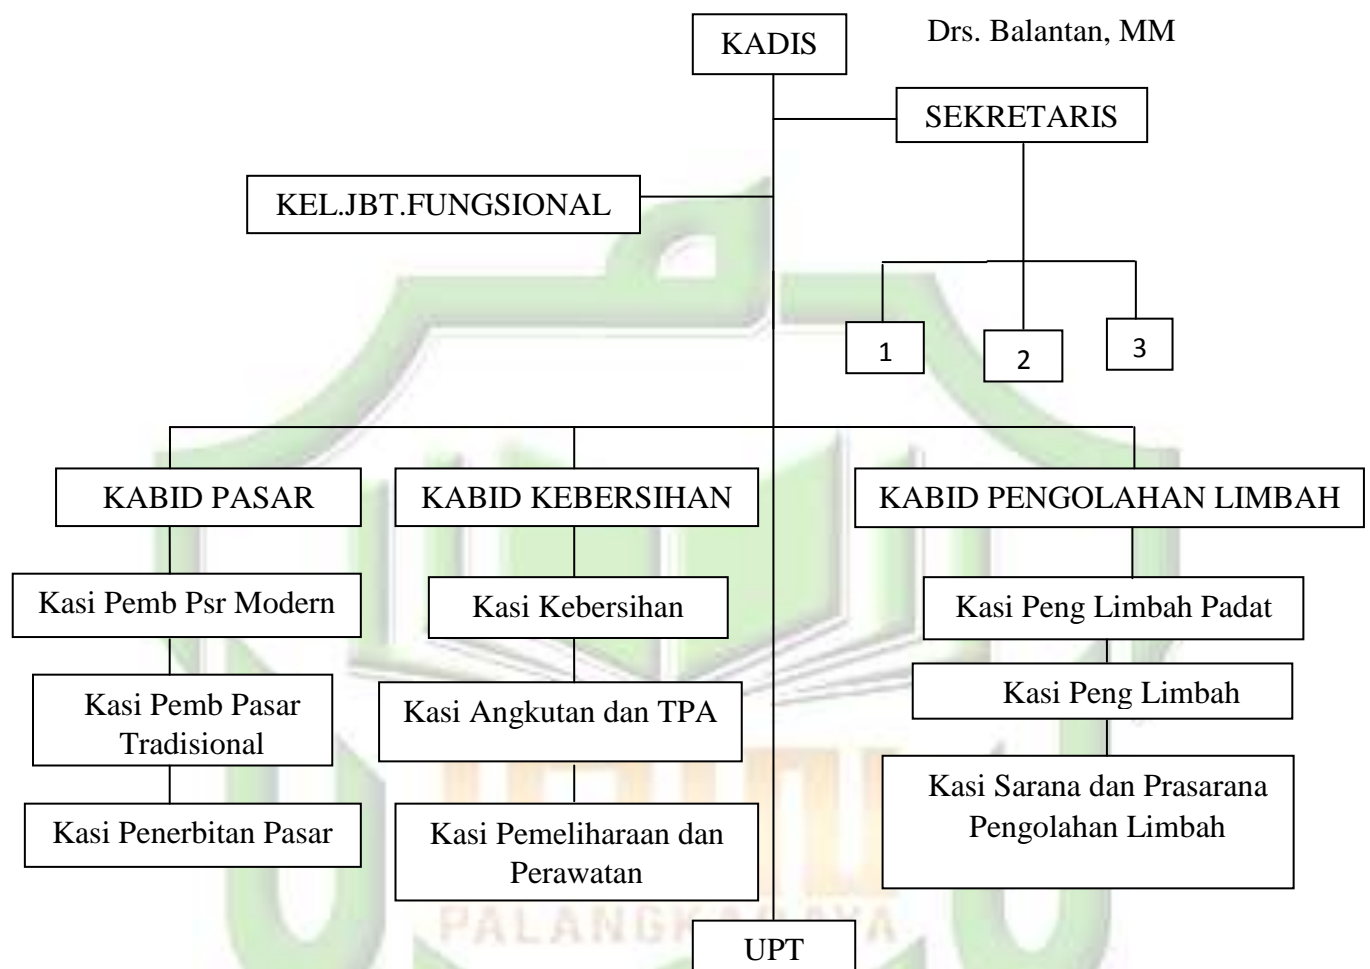 KADIS
Drs. Balantan, MM
SEKRETARIS
KEL.JBT.FUNGSIONAL
1
2
3
KABID PASAR
KABID KEBERSIHAN
KABID PENGOLAHAN LIMBAH
Kasi Pemb Psr Modern
Kasi Kebersihan
Kasi Peng Limbah Padat
Kasi Pemb Pasar
Tradisional
Kasi Angkutan dan TPA
Kasi Peng Limbah
Kasi Penerbitan Pasar
Kasi Pemeliharaan dan
Perawatan
Kasi Sarana dan Prasarana
Pengolahan Limbah
PALANGKARAYA
UPT